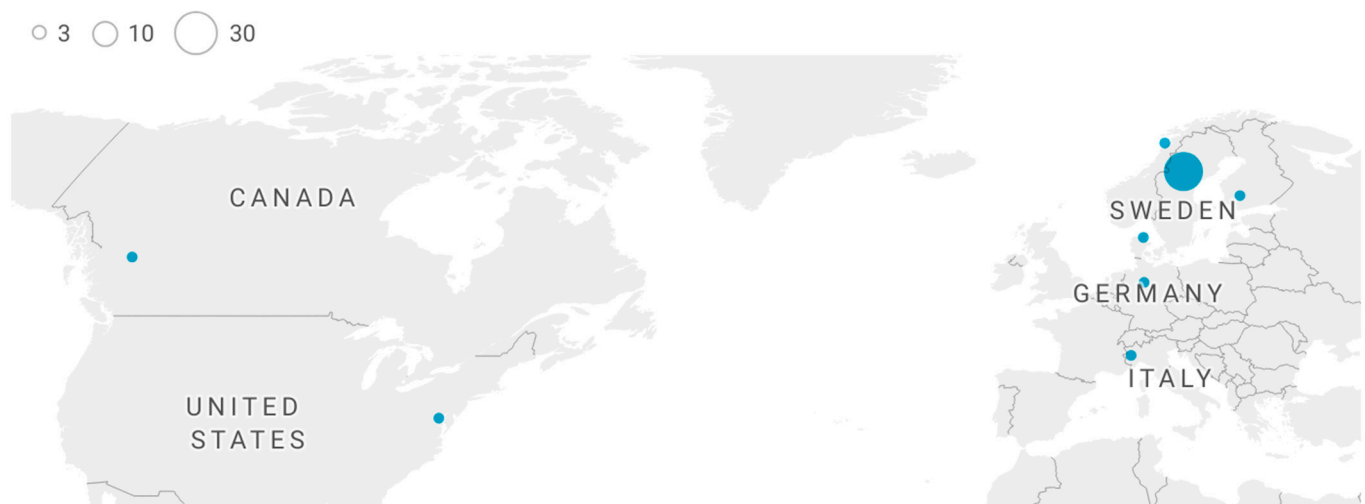 3 10 30
CANADA
SWEDEN
GERMANY
ITALY
UNITED
STATES